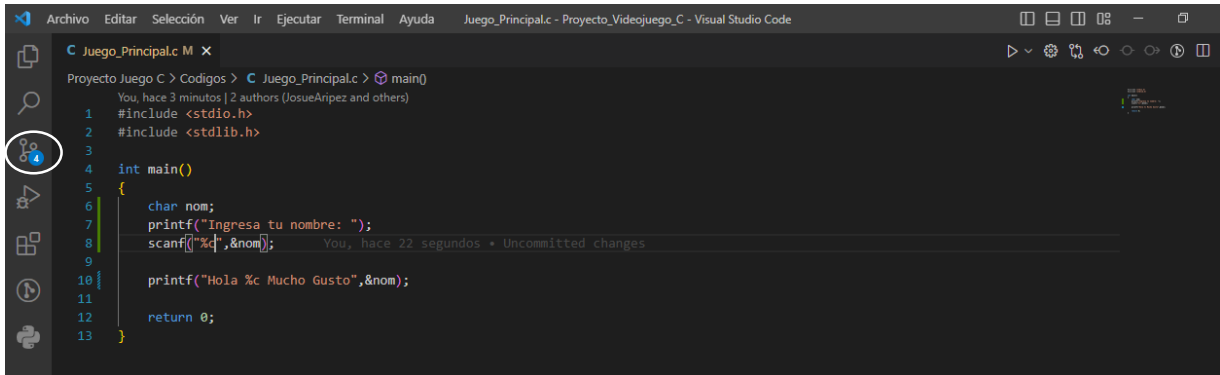 Archivo Editar Selección Ver Ir Ejecutar Terminal Ayuda Juego_Principal.c - Proyecto_Videojuego_C - Visual Studio Code
C Juego_Principal.c M
Proyecto Juego C > Codigos > C Juego_Principal.c > main()
You, hace 3 minutos | 2 authors (JosueAripez and others)
1 #include <stdio.h>
2 #include <stdlib.h>
3
4 int main()
4
5 {
6 char nom;
7 printf("Ingresa tu nombre: ");
8 scanf("%c",&nom); You, hace 22 segundos • Uncommitted changes
9
10 printf("Hola %c Mucho Gusto",&nom);
11
12 return 0;
13 }